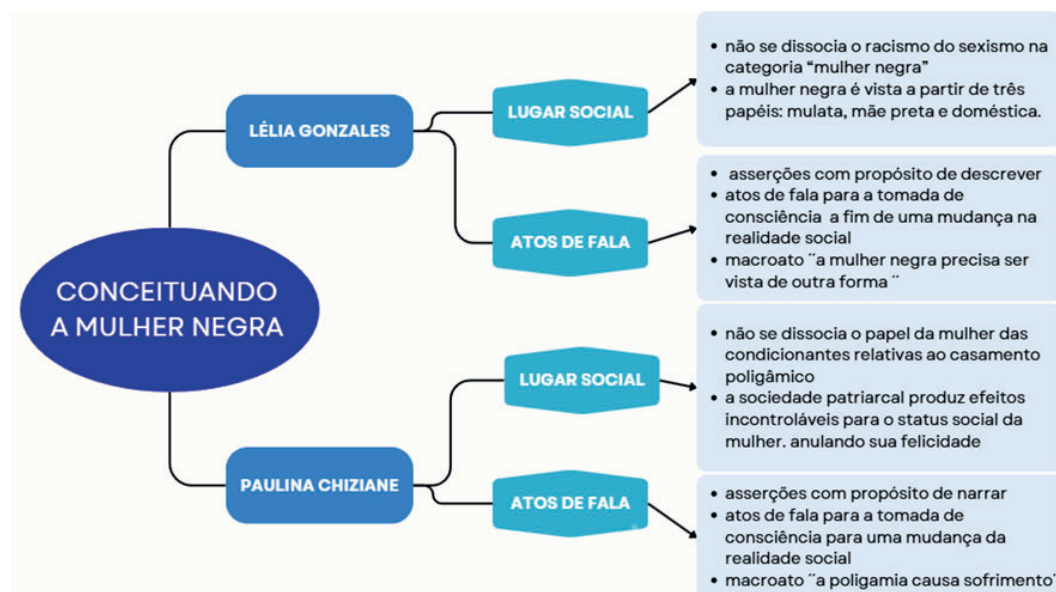 CONCEITUANDO
A MULHER NEGRA
LÉLIA GONZALES
LUGAR SOCIAL
• não se dissocia o racismo do sexismo na
categoria “mulher negra”
• a mulher negra é vista a partir de três
papéis: mulata, mãe preta e doméstica.
ATOS DE FALA
• asserções com propósito de descrever
• atos de fala para a tomada de
consciência a fim de uma mudança na
realidade social
• macroato ¨a mulher negra precisa ser
vista de outra forma ¨
PAULINA CHIZIANE
LUGAR SOCIAL
• não se dissocia o papel da mulher das
condicionantes relativas ao casamento
poligâmico
• a sociedade patriarcal produz efeitos
incontroláveis para o status social da
mulher. anulando sua felicidade
ATOS DE FALA
• asserções com propósito de narrar
• atos de fala para a tomada de
consciência para uma mudança da
realidade social
• macroato ¨a poligamia causa sofrimento¨